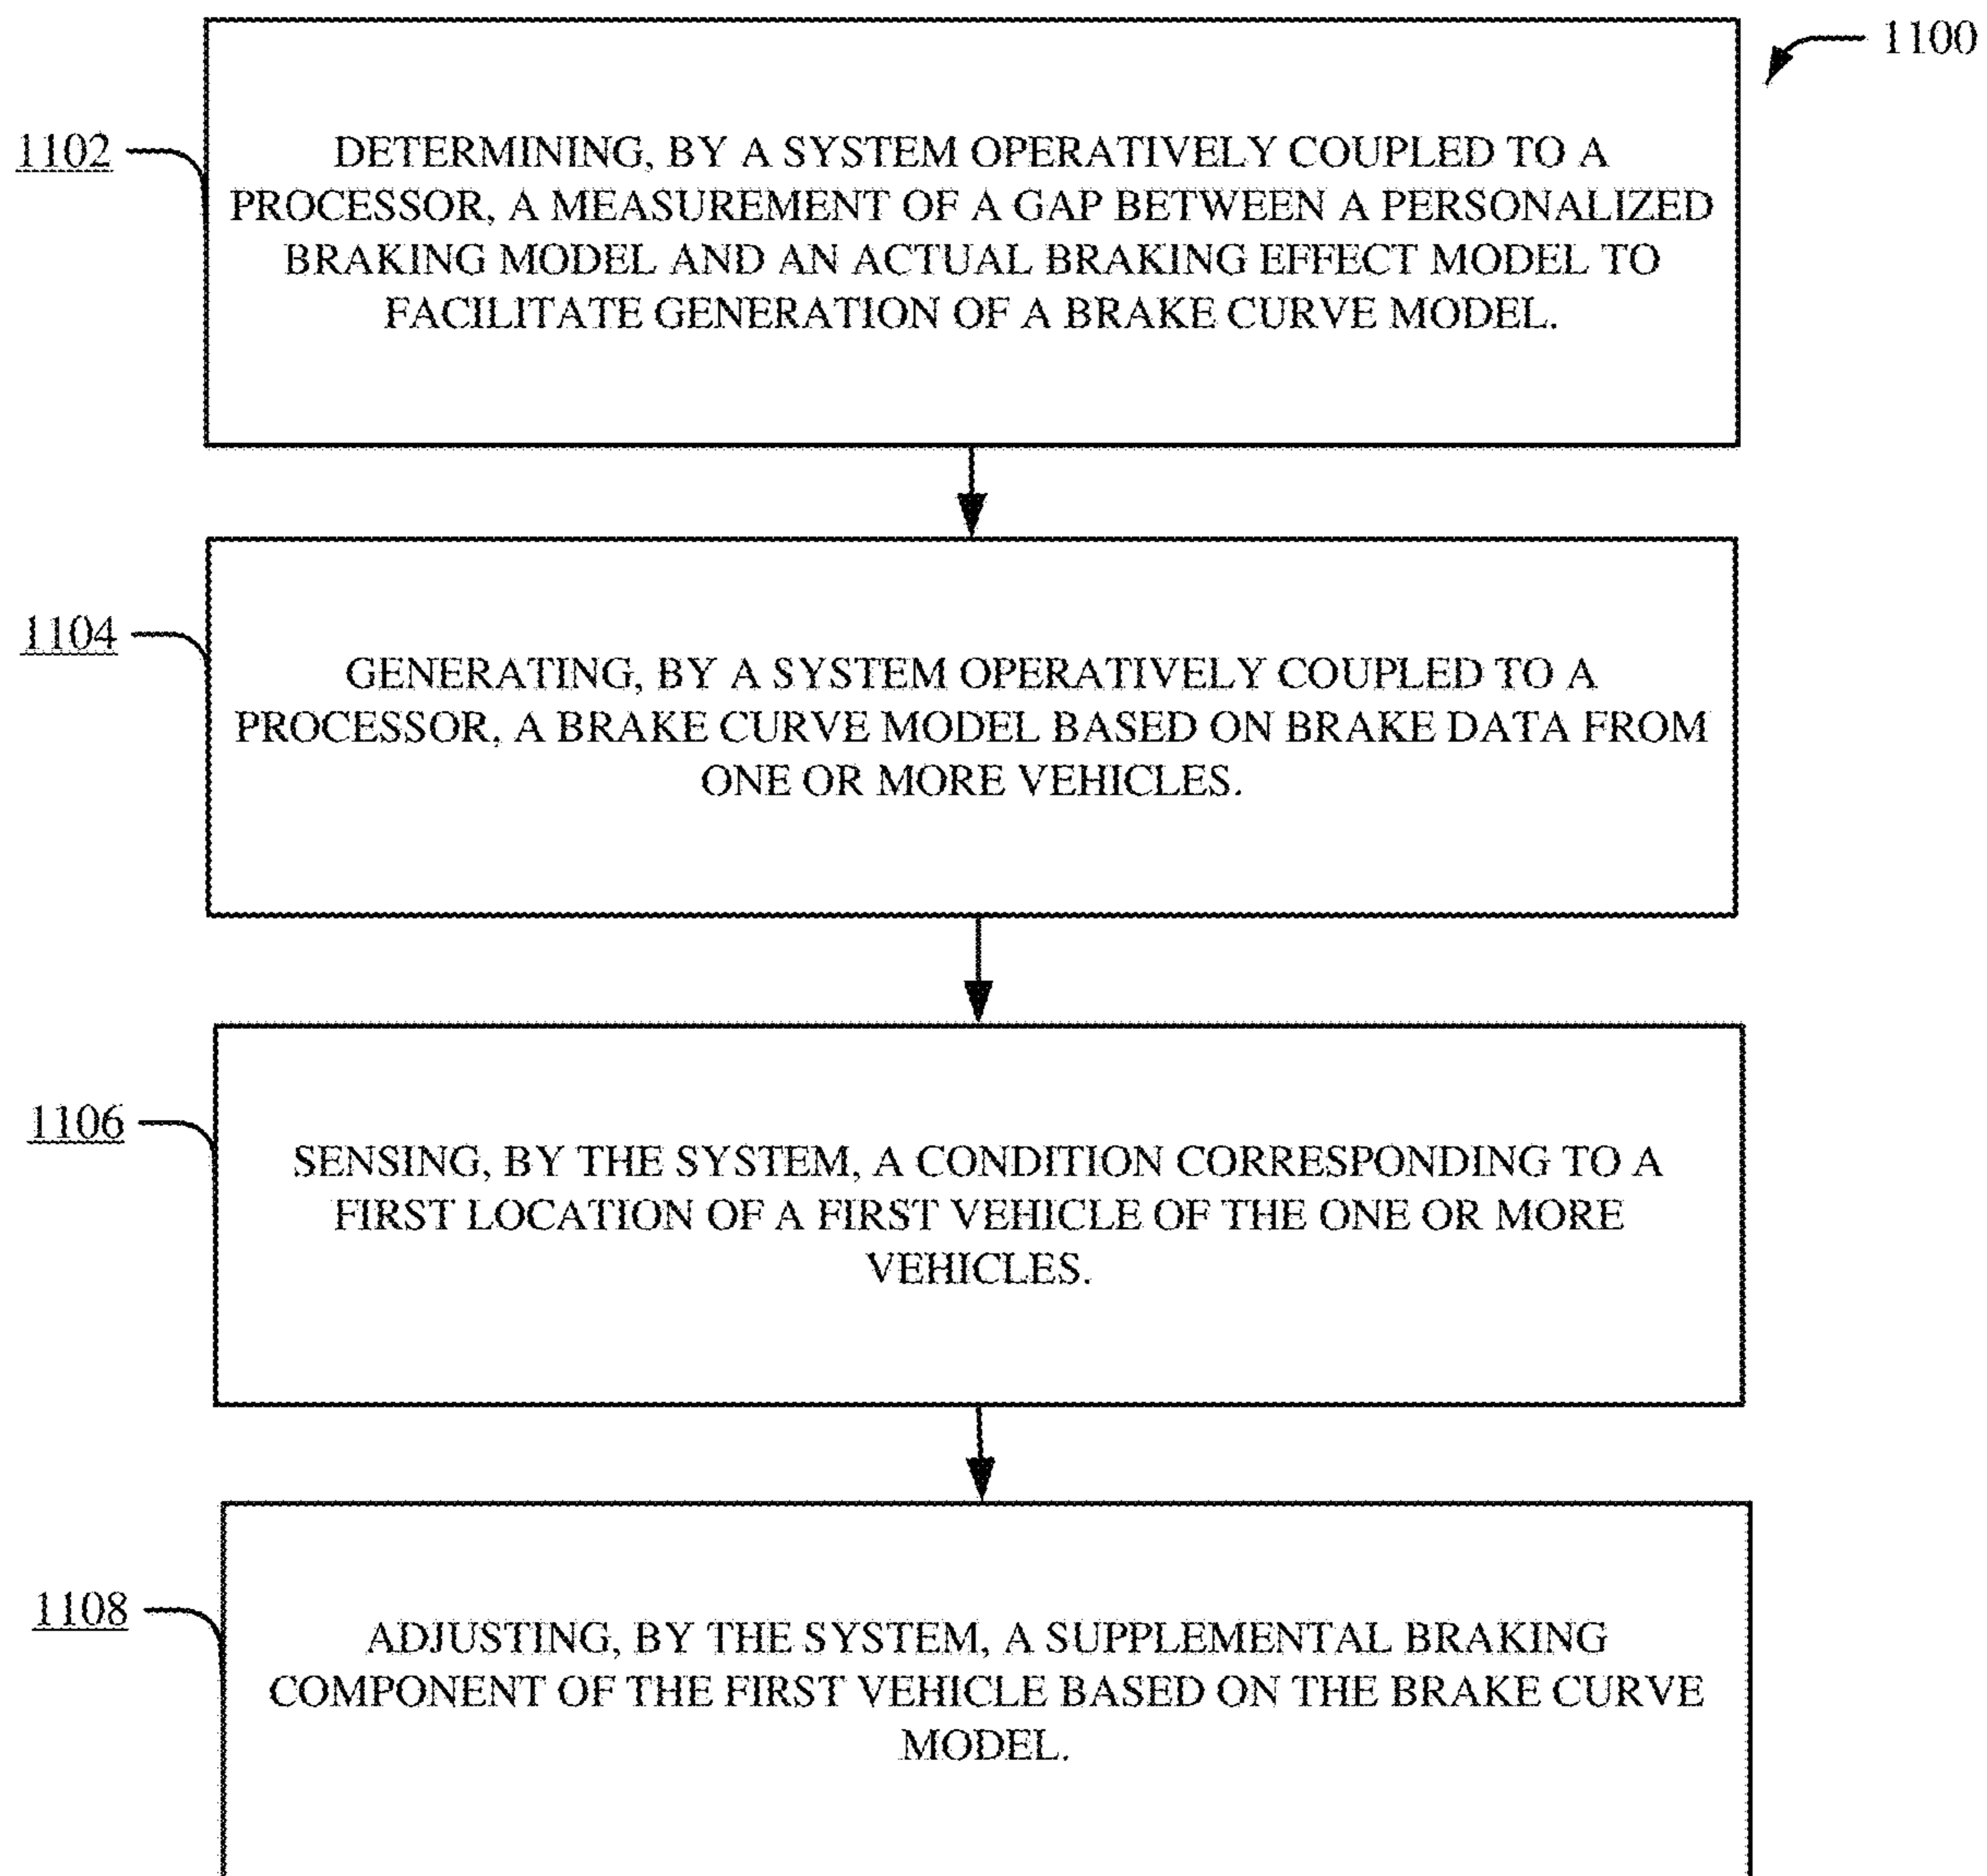 1100
1102
DETERMINING, BY A SYSTEM OPERATIVELY COUPLED TO A
PROCESSOR, A MEASUREMENT OF A GAP BETWEEN A PERSONALIZED
BRAKING MODEL AND AN ACTUAL BRAKING EFFECT MODEL TO
FACILITATE GENERATION OF A BRAKE CURVE MODEL.
1104
GENERATING, BY A SYSTEM OPERATIVELY COUPLED TO A
PROCESSOR, A BRAKE CURVE MODEL BASED ON BRAKE DATA FROM
ONE OR MORE VEHICLES.
1106
SENSING, BY THE SYSTEM, A CONDITION CORRESPONDING TO A
FIRST LOCATION OF A FIRST VEHICLE OF THE ONE OR MORE
VEHICLES.
1108
ADJUSTING, BY THE SYSTEM, A SUPPLEMENTAL BRAKING
COMPONENT OF THE FIRST VEHICLE BASED ON THE BRAKE CURVE
MODEL.